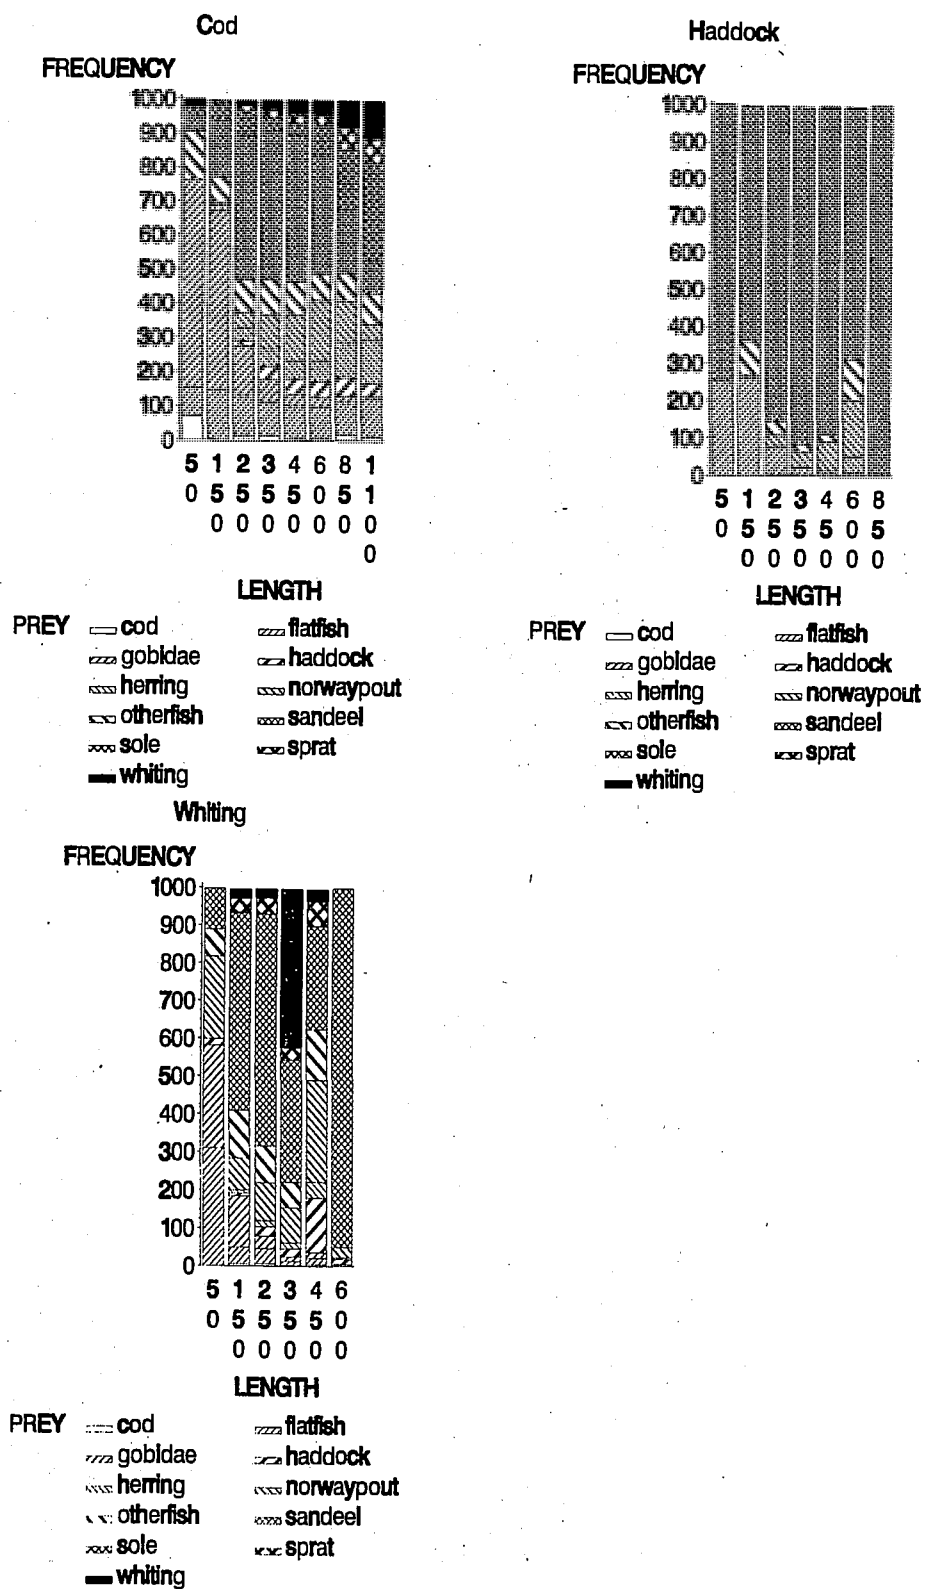 Cod
FREQUENCY
1000
900
800
700
600
500
400
300
200
100
0
5 1 2 3 4 6 8 1
0 5 5 5 5 0 5 1
0 0 0 0 0 0 0
0
LENGTH
PREY cod flatfish
gobidae haddock
herring norwaypout
otherfish sandeel
sole sprat
whiting
Haddock
FREQUENCY
1000
900
800
700
600
500
400
300
200
100
0
5 1 2 3 4 6 8
0 5 5 5 5 0 5
0 0 0 0 0 0
LENGTH
PREY cod flatfish
gobidae haddock
herring norwaypout
otherfish sandeel
sole sprat
whiting
Whiting
FREQUENCY
1000
900
800
700
600
500
400
300
200
100
0
5 1 2 3 4 6
0 5 5 5 5 0
0 0 0 0 0
LENGTH
PREY cod flatfish
gobidae haddock
herring norwaypout
otherfish sandeel
sole sprat
whiting